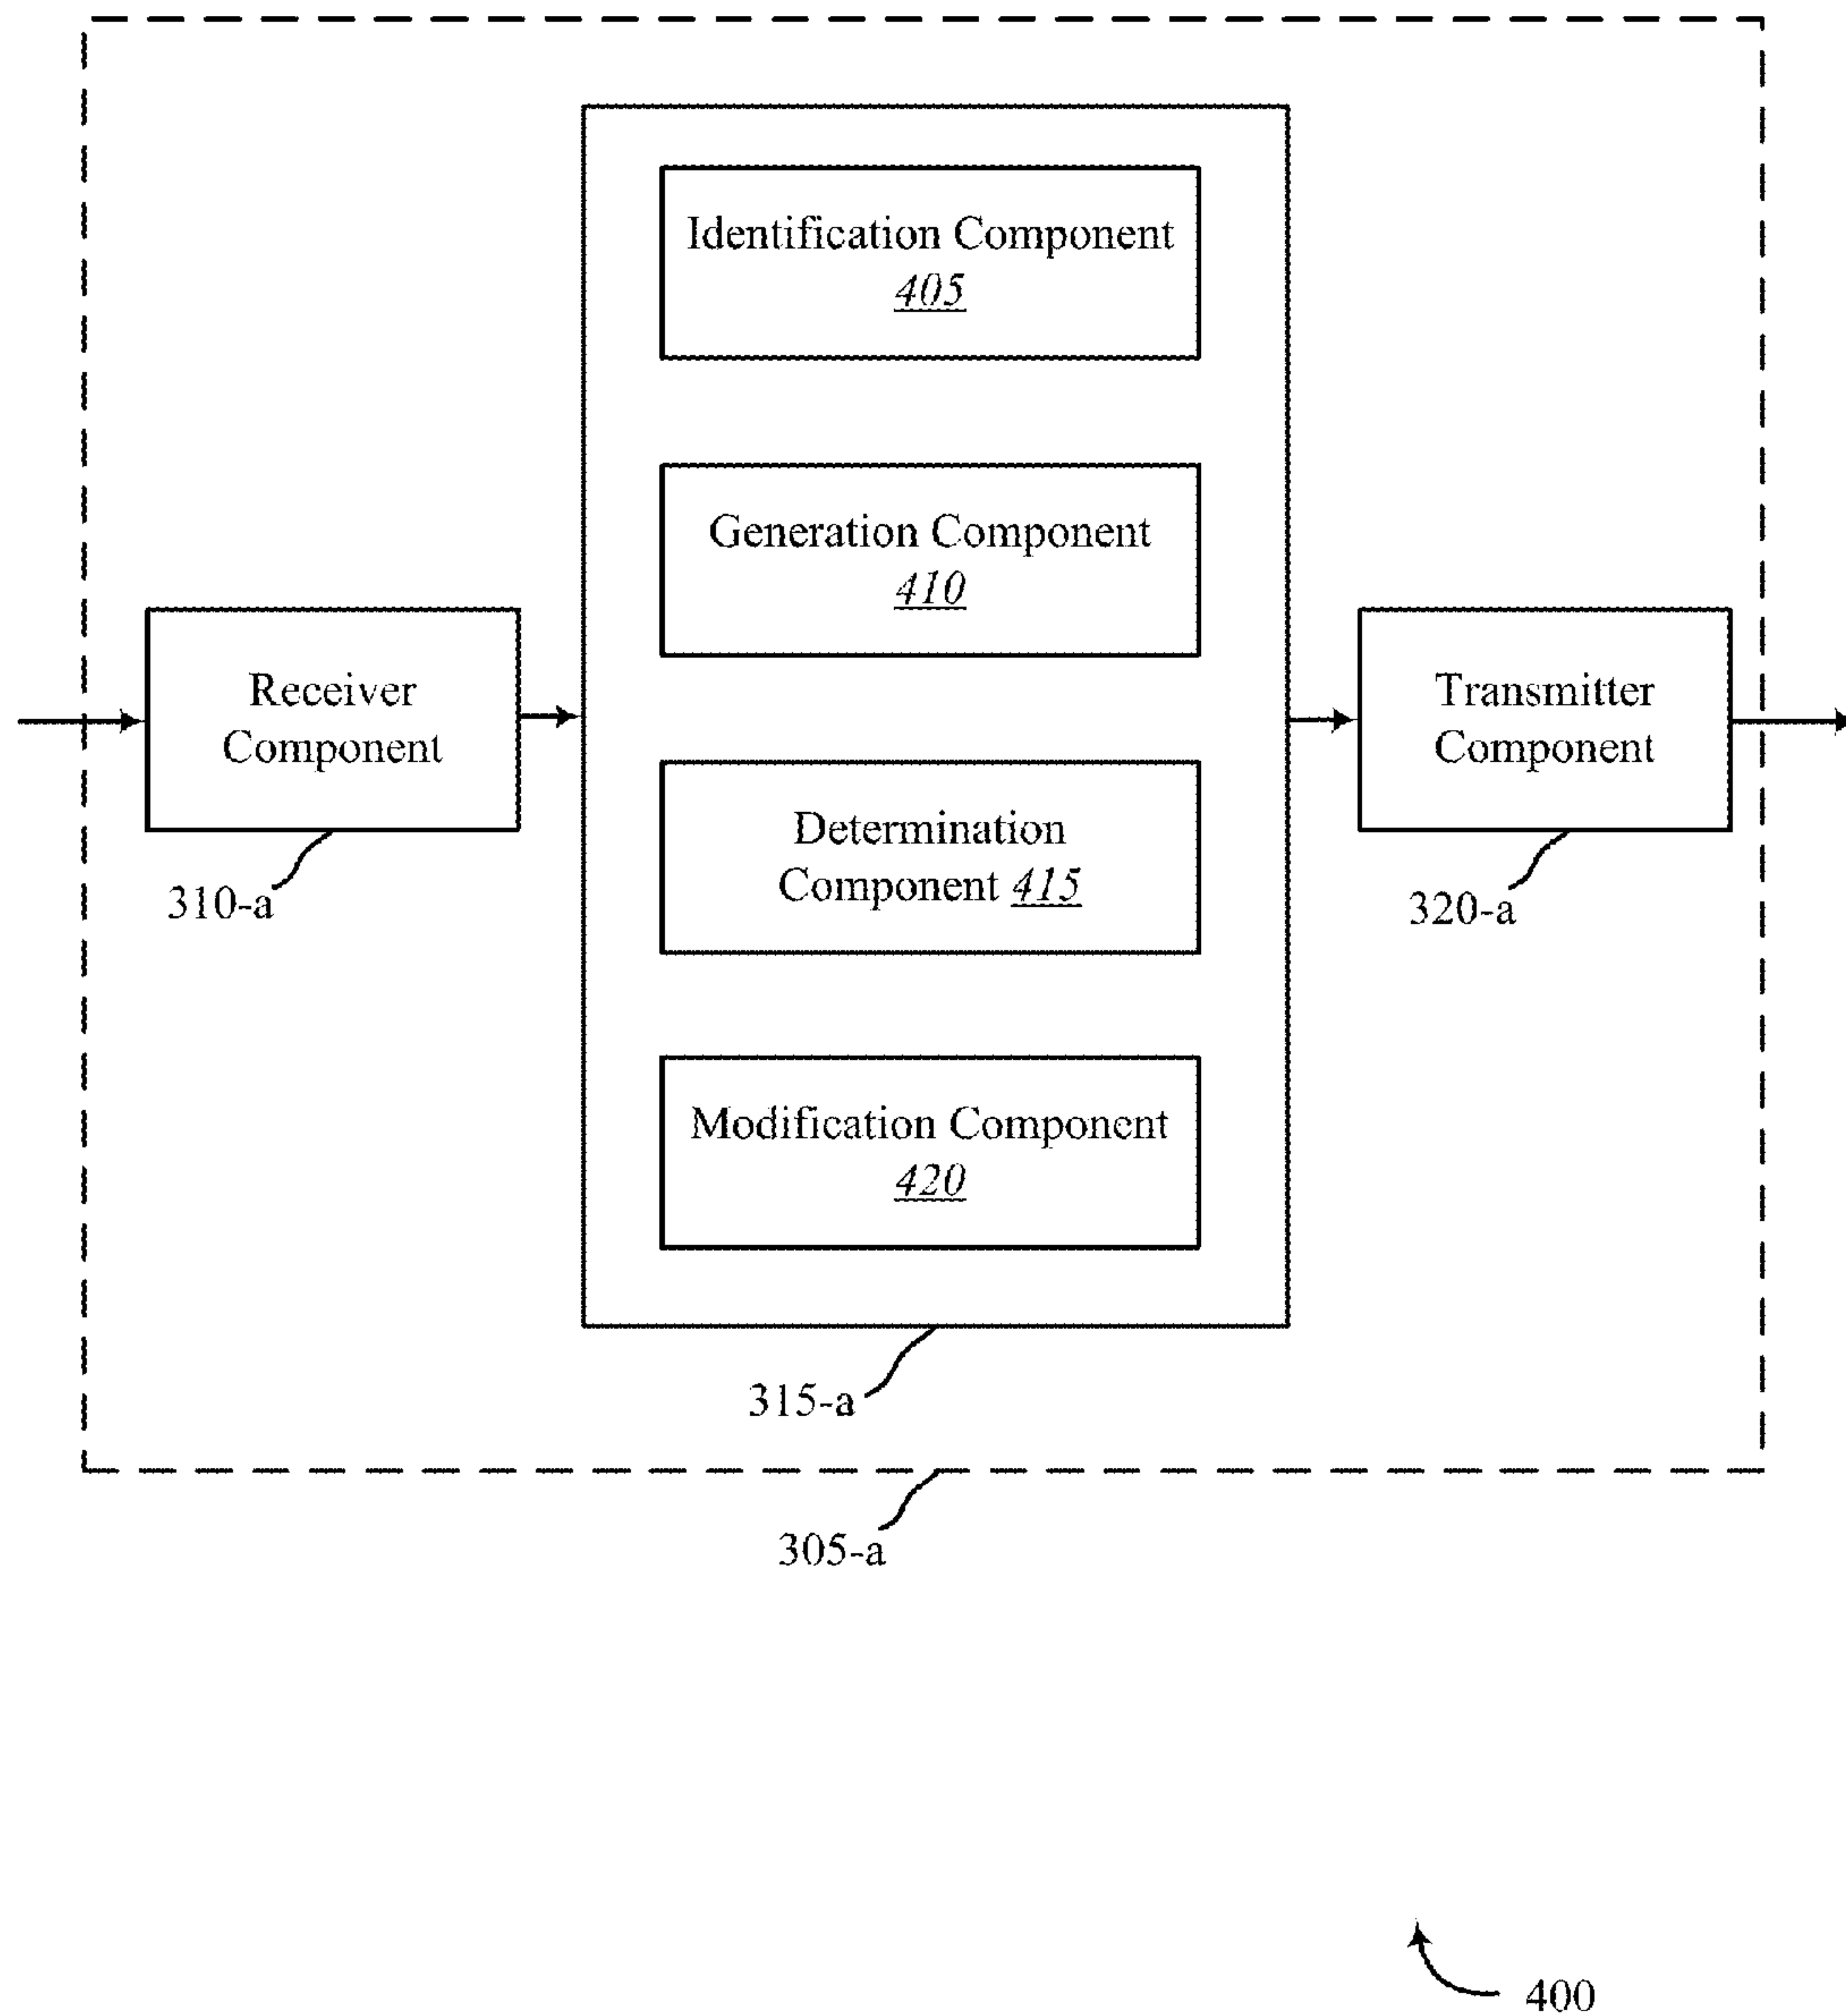 Identification Component
405
Generation Component
410
Receiver
Component
310-a
Determination
Component 415
Transmitter
Component
320-a
Modification Component
420
315-a
305-a
400